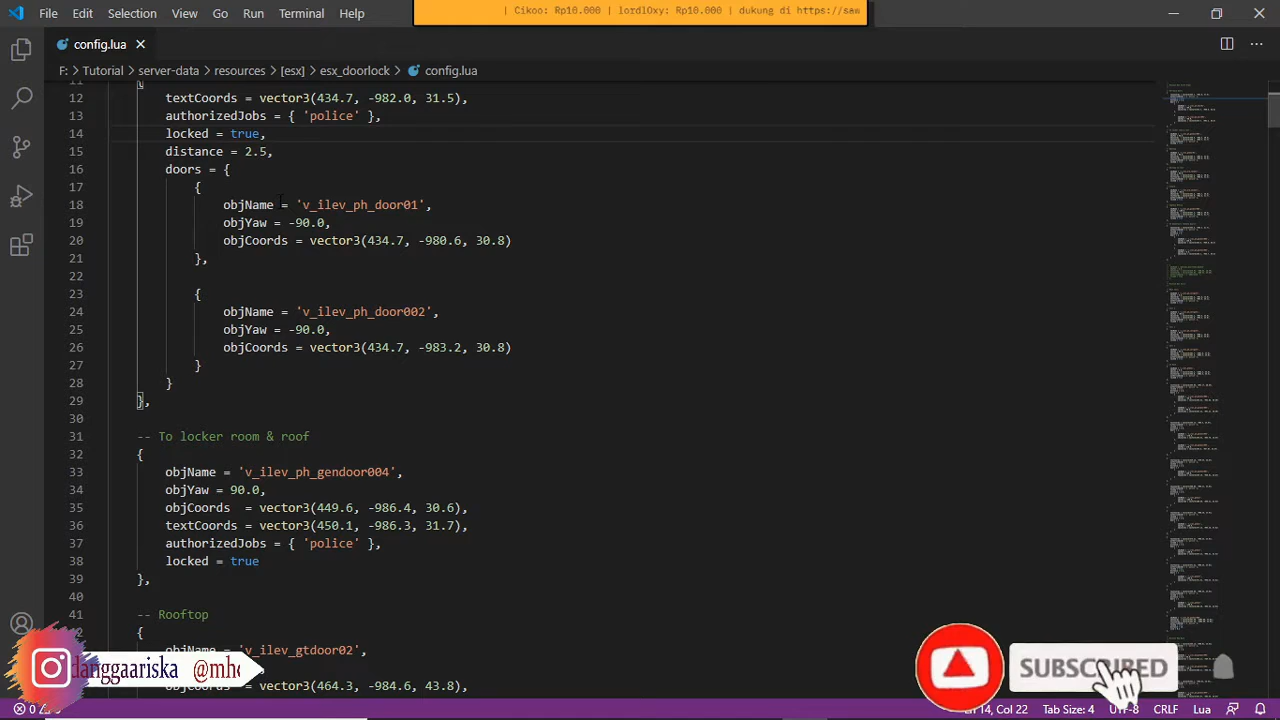 File Edit Selection View Go Run Terminal Help
| Cikoo: Rp10.000 | lordl0xy: Rp10.000 | dukung di https://saw
config.lua
F: > Tutorial > server-data > resources > [esx] > esx_doorlock > config.lua
11 {
12 textCoords = vector3(434.7, -982.0, 31.5),
13 authorizedJobs = { 'police' },
14 locked = true,
15 distance = 2.5,
16 doors = {
17 {
18 objName = 'v_ilev_ph_door01',
19 objYaw = -90.0,
20 objCoords = vector3(434.7, -980.6, 30.8)
21 },
22
23 {
24 objName = 'v_ilev_ph_door002',
25 objYaw = -90.0,
26 objCoords = vector3(434.7, -983.2, 30.8)
27 }
28 }
29 },
30
31 -- To locker room & roof
32 {
33 objName = 'v_ilev_ph_gendoor004',
34 objYaw = 90.0,
35 objCoords = vector3(449.6, -986.4, 30.6),
36 textCoords = vector3(450.1, -986.3, 31.7),
37 authorizedJobs = { 'police' },
38 locked = true
39 },
40
41 -- Rooftop
42 {
objName = 'v_ilev_gtdoor02',
objCoords = vector3(464.3, -984.6, 43.8),
danggaariska @mh
SUBSCRIBED
Ln 14, Col 22 Tab Size: 4 UTF-8 CRLF Lua